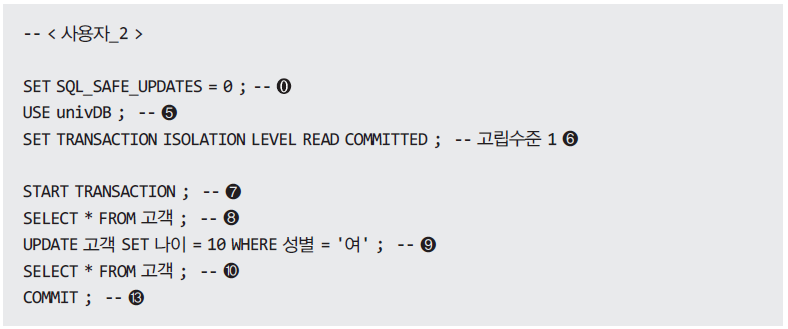 -- < 사용자_2 >
SET SQL_SAFE_UPDATES = 0 ; -- ⓿
USE univDB ; -- ❺
SET TRANSACTION ISOLATION LEVEL READ COMMITTED ; -- 고립수준 1 ❻
START TRANSACTION ; -- ❼
SELECT * FROM 고객 ; -- ❽
UPDATE 고객 SET 나이 = 10 WHERE 성별 = '여' ; -- ❾
SELECT * FROM 고객 ; -- ❿
COMMIT ; -- ⓭